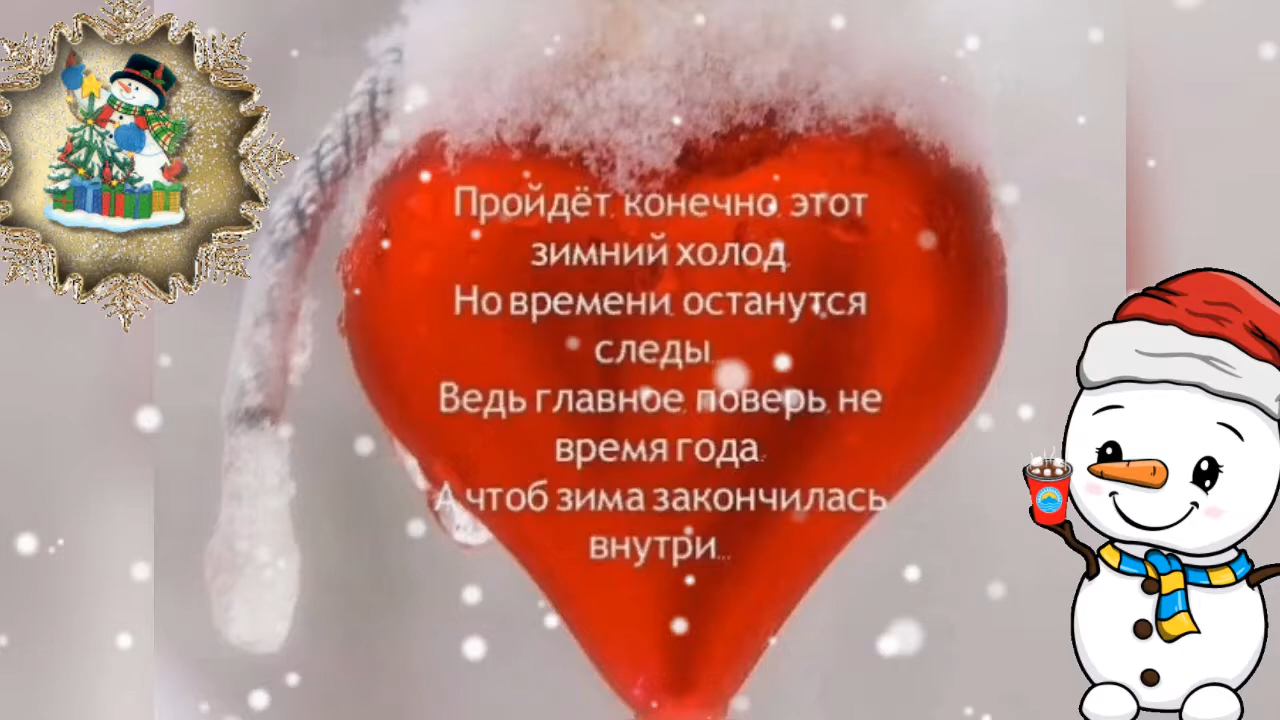 Пройдёт конечно этот
зимний холод.
Но времени останутся
следы...
Ведь главное поверь не
время года.
А чтоб зима закончилась
внутри...